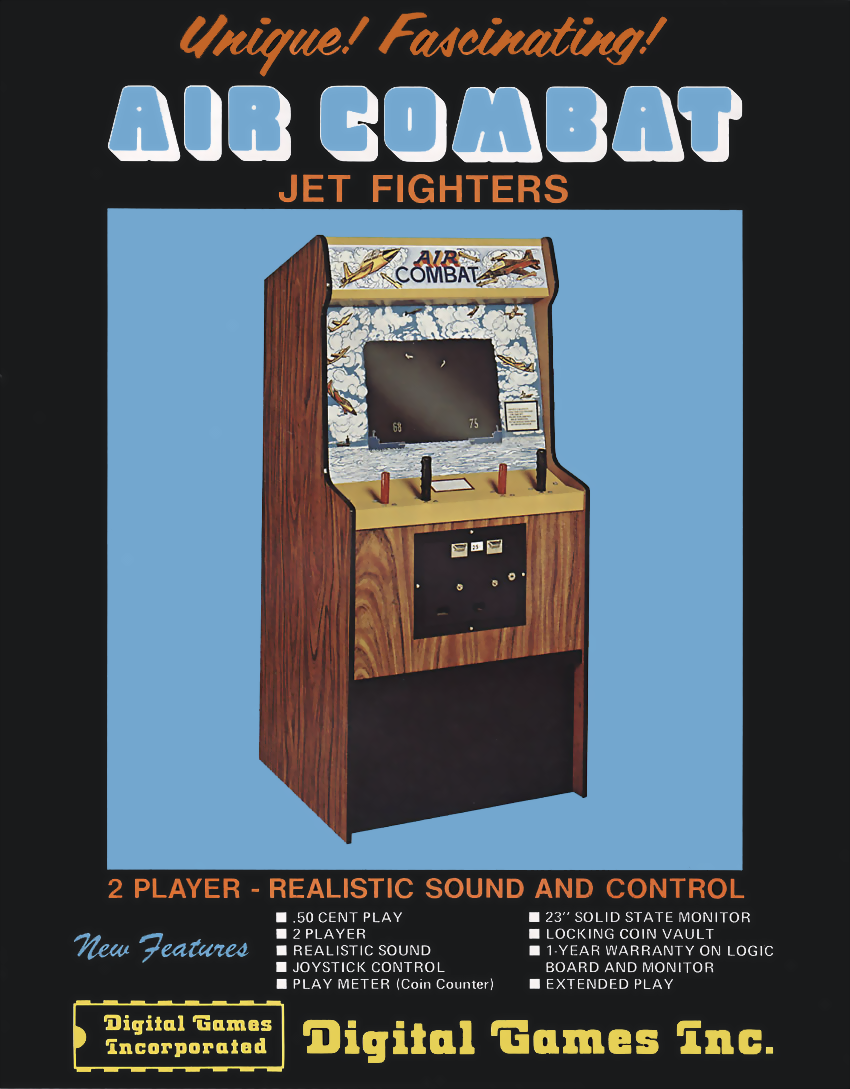 Unique! Fascinating!
AIR COMBAT
JET FIGHTERS
AIR
COMBAT
68 75
25
2 PLAYER - REALISTIC SOUND AND CONTROL
New Features
■ .50 CENT PLAY
■ 2 PLAYER
■ REALISTIC SOUND
■ JOYSTICK CONTROL
■ PLAY METER (Coin Counter)
■ 23" SOLID STATE MONITOR
■ LOCKING COIN VAULT
■ 1-YEAR WARRANTY ON LOGIC
BOARD AND MONITOR
■ EXTENDED PLAY
Digital Games
Incorporated
Digital Games Inc.